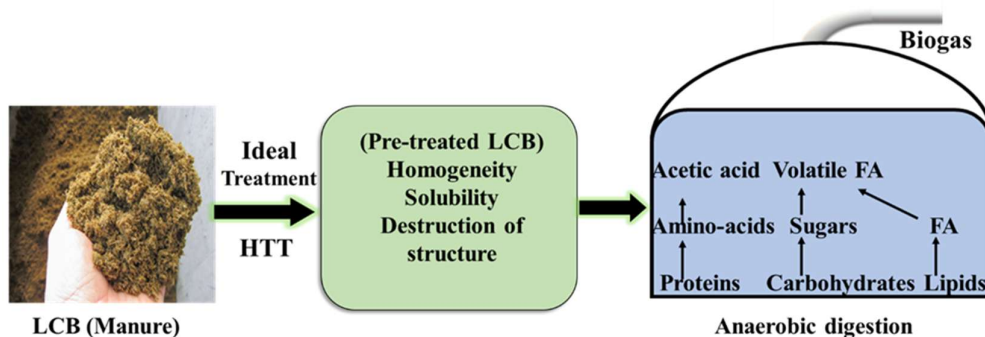 Ideal
Treatment
HTT
LCB (Manure)
(Pre-treated LCB)
Homogeneity
Solubility
Destruction of
structure
Biogas
Acetic acid Volatile FA
Amino-acids Sugars FA
Proteins Carbohydrates Lipids
Anaerobic digestion